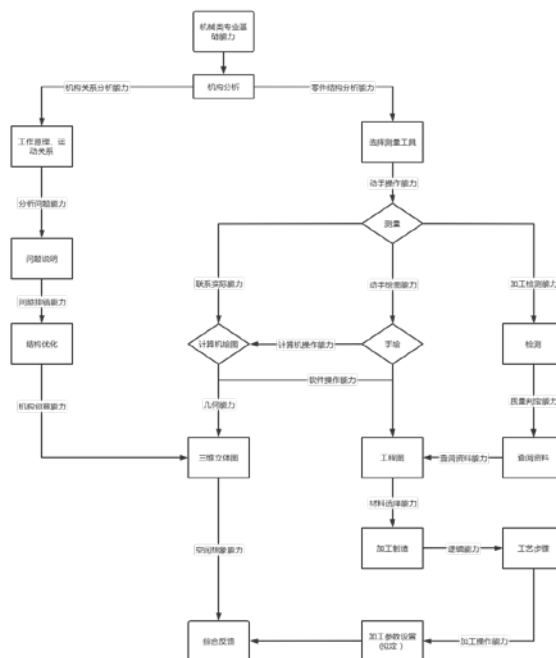 机械类专业基
础能力
机构关系分析能力
机构分析
零件结构分析能力
工作原理、运
动关系
选择测量工具
动手操作能力
分析问题能力
测量
问题说明
联系实际能力
动手绘图能力
加工检测能力
结构优化
计算机绘图
计算机操作能力
手绘
检测
软件操作能力
几何能力
质量判定能力
机构创意能力
三维立体图
工程图
查阅资料能力
查阅资料
材料选择能力
空间想象能力
加工制造
逻辑能力
工艺步骤
综合反馈
加工参数设置
(拟定)
加工操作能力